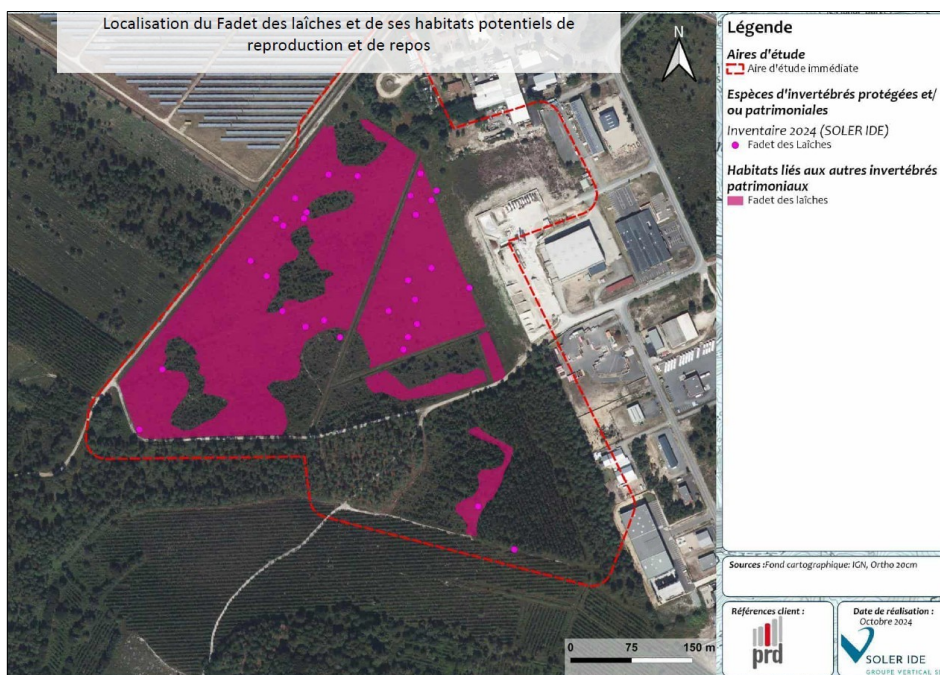 Localisation du Fadet des laîches et de ses habitats potentiels de
reproduction et de repos
N
Légende
Aires d'étude
Aire d'étude immédiate
Espèces d'invertébrés protégées et/
ou patrimoniales
Inventaire 2024 (SOLER IDE)
Fadet des Laîches
Habitats liés aux autres invertébrés
patrimoniaux
Fadet des laîches
Sources :Fond cartographique: IGN, Ortho 20cm
Références client :
prd
Date de réalisation :
Octobre 2024
SOLER IDE
GROUPE VERTICAL S
0 75 150 m